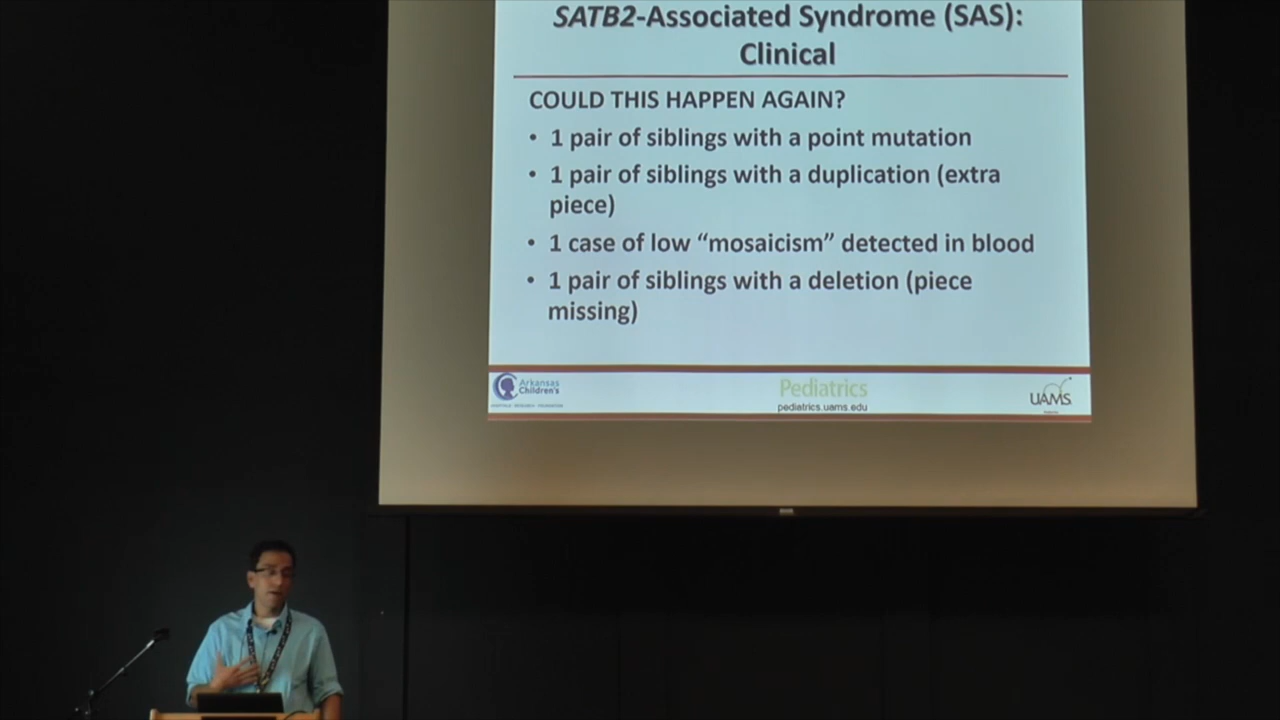 SATB2-Associated Syndrome (SAS):
Clinical
COULD THIS HAPPEN AGAIN?
• 1 pair of siblings with a point mutation
• 1 pair of siblings with a duplication (extra
piece)
• 1 case of low “mosaicism” detected in blood
• 1 pair of siblings with a deletion (piece
missing)
Arkansas
Children's
Pediatrics
pediatrics.uams.edu
UAMS